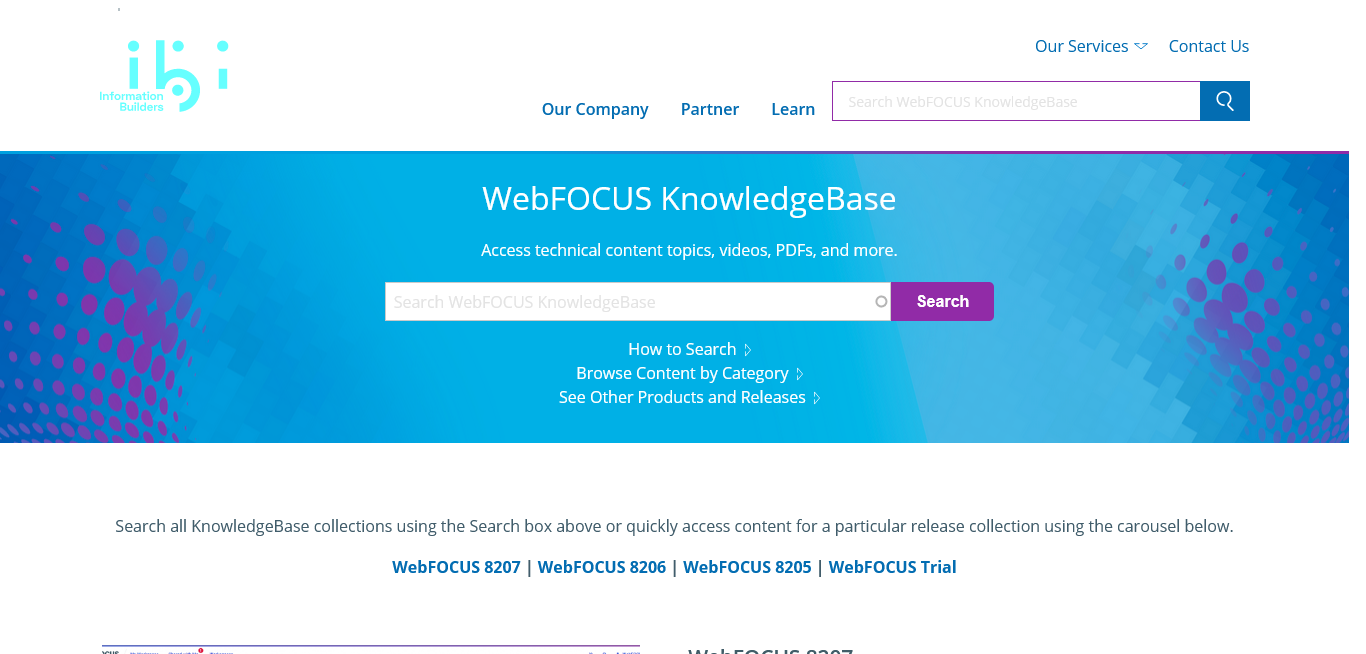 Our Services
Contact Us
ibi
Information
Builders
Our Company
Partner
Learn
Search WebFOCUS KnowledgeBase
WebFOCUS KnowledgeBase
Access technical content topics, videos, PDFs, and more.
Search WebFOCUS KnowledgeBase
Search
How to Search
Browse Content by Category
See Other Products and Releases
Search all KnowledgeBase collections using the Search box above or quickly access content for a particular release collection using the carousel below.
WebFOCUS 8207 | WebFOCUS 8206 | WebFOCUS 8205 | WebFOCUS Trial
WebFOCUS 8207